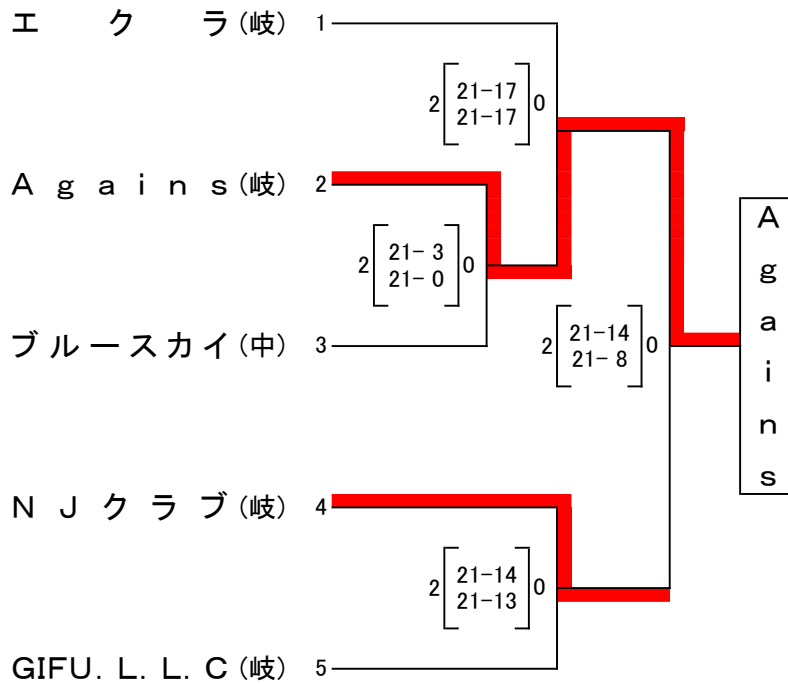 エクラ(岐) 1
2 21-17 0
21-17
Agains(岐) 2
2 21- 3 0
21- 0
ブルースカイ(中) 3
2 21-14 0
21- 8
Agains
NJクラブ(岐) 4
2 21-14 0
21-13
GIFU.L.L.C(岐) 5